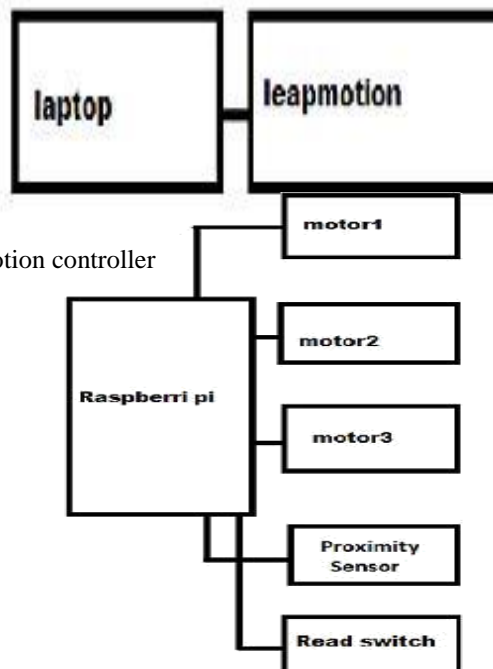 laptop
leapmotion
motor1
otion controller
motor2
Raspberri pi
motor3
Proximity
Sensor
Read switch